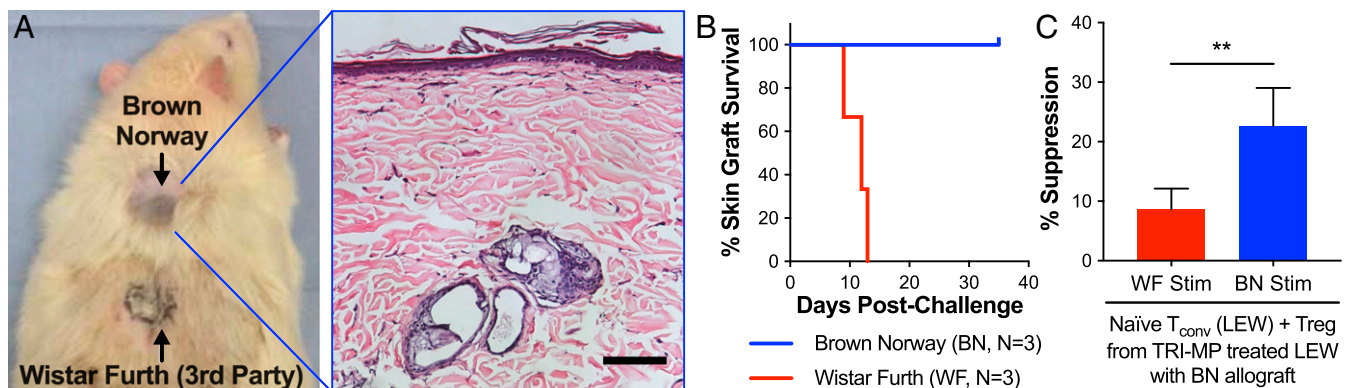 A
Brown
Norway
Wistar Furth (3rd Party)
B
% Skin Graft Survival
100
80
60
40
20
0
0 10 20 30 40
Days Post-Challenge
Brown Norway (BN, N=3)
Wistar Furth (WF, N=3)
C
% Suppression
40
30
20
10
0
**
WF Stim BN Stim
Naïve Tconv (LEW) + Treg
from TRI-MP treated LEW
with BN allograft